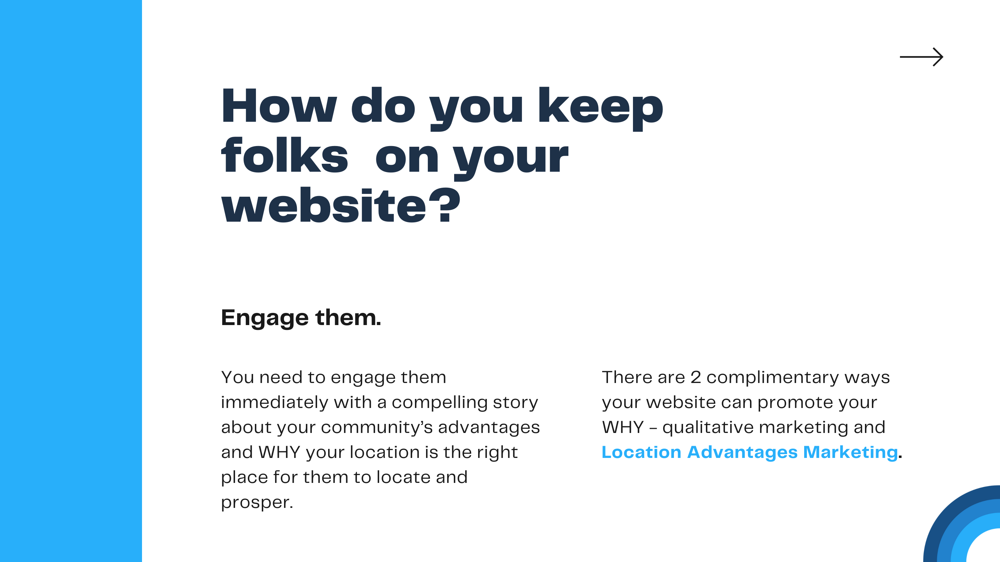 How do you keep
folks  on your
website?
Engage them.
You need to engage them
immediately with a compelling story
about your community’s advantages
and WHY your location is the right
place for them to locate and
prosper.
There are 2 complimentary ways
your website can promote your
WHY – qualitative marketing and
Location Advantages Marketing.